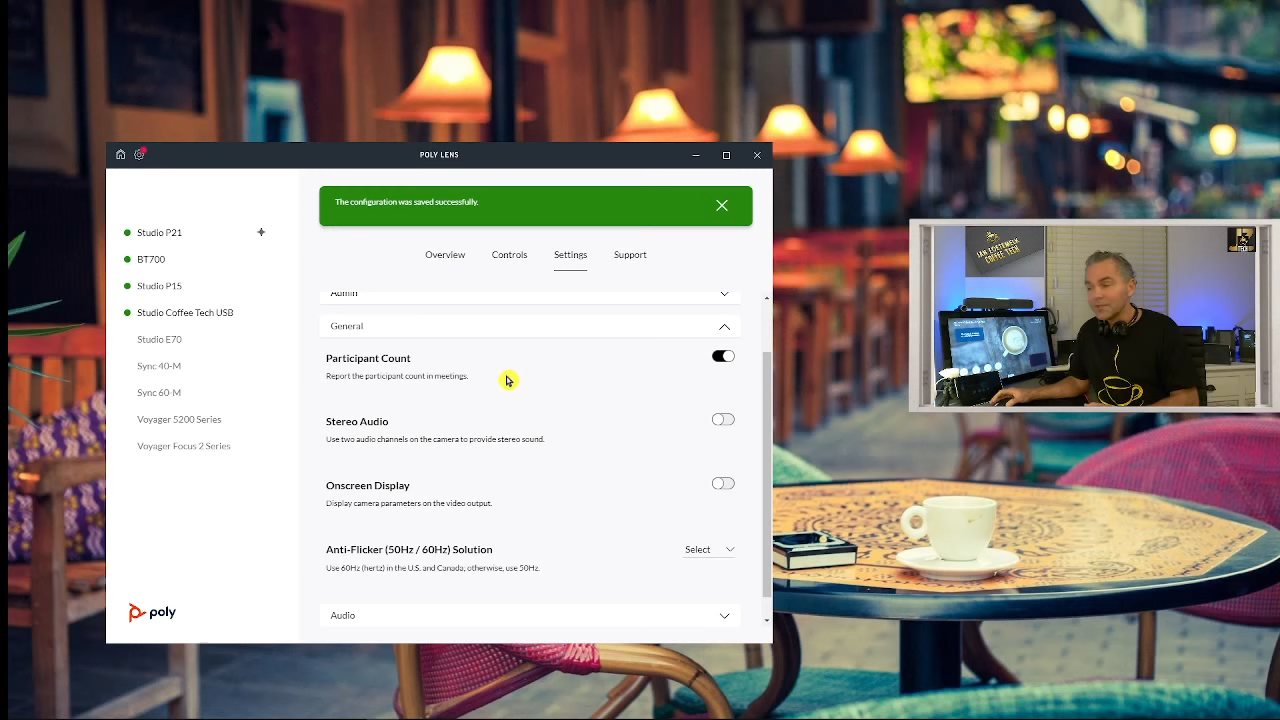 POLY LENS
The configuration was saved successfully.
Studio P21
BT700
Studio P15
Studio Coffee Tech USB
Studio E70
Sync 40-M
Sync 60-M
Voyager 5200 Series
Voyager Focus 2 Series
poly
Overview
Controls
Settings
Support
Admin
General
Participant Count
Report the participant count in meetings.
Stereo Audio
Use two audio channels on the camera to provide stereo sound.
Onscreen Display
Display camera parameters on the video output.
Anti-Flicker (50Hz / 60Hz) Solution
Select
Use 60Hz (hertz) in the U.S. and Canada; otherwise, use 50Hz.
Audio
COFFEE TECH
TECH